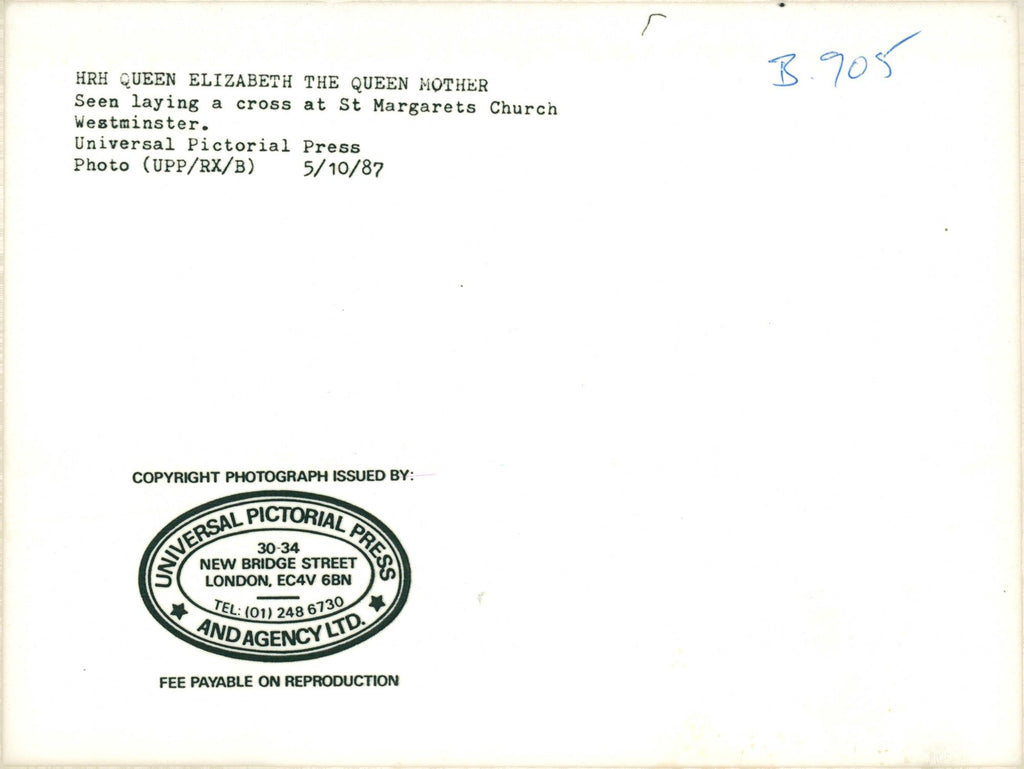 B.905
HRH QUEEN ELIZABETH THE QUEEN MOTHER
Seen laying a cross at St Margarets Church
Westminster.
Universal Pictorial Press
Photo (UPP/RX/B) 5/10/87
COPYRIGHT PHOTOGRAPH ISSUED BY:
UNIVERSAL PICTORIAL PRESS
30-34
NEW BRIDGE STREET
LONDON, EC4V 6BN
TEL: (01) 248 6730
AND AGENCY LTD.
FEE PAYABLE ON REPRODUCTION